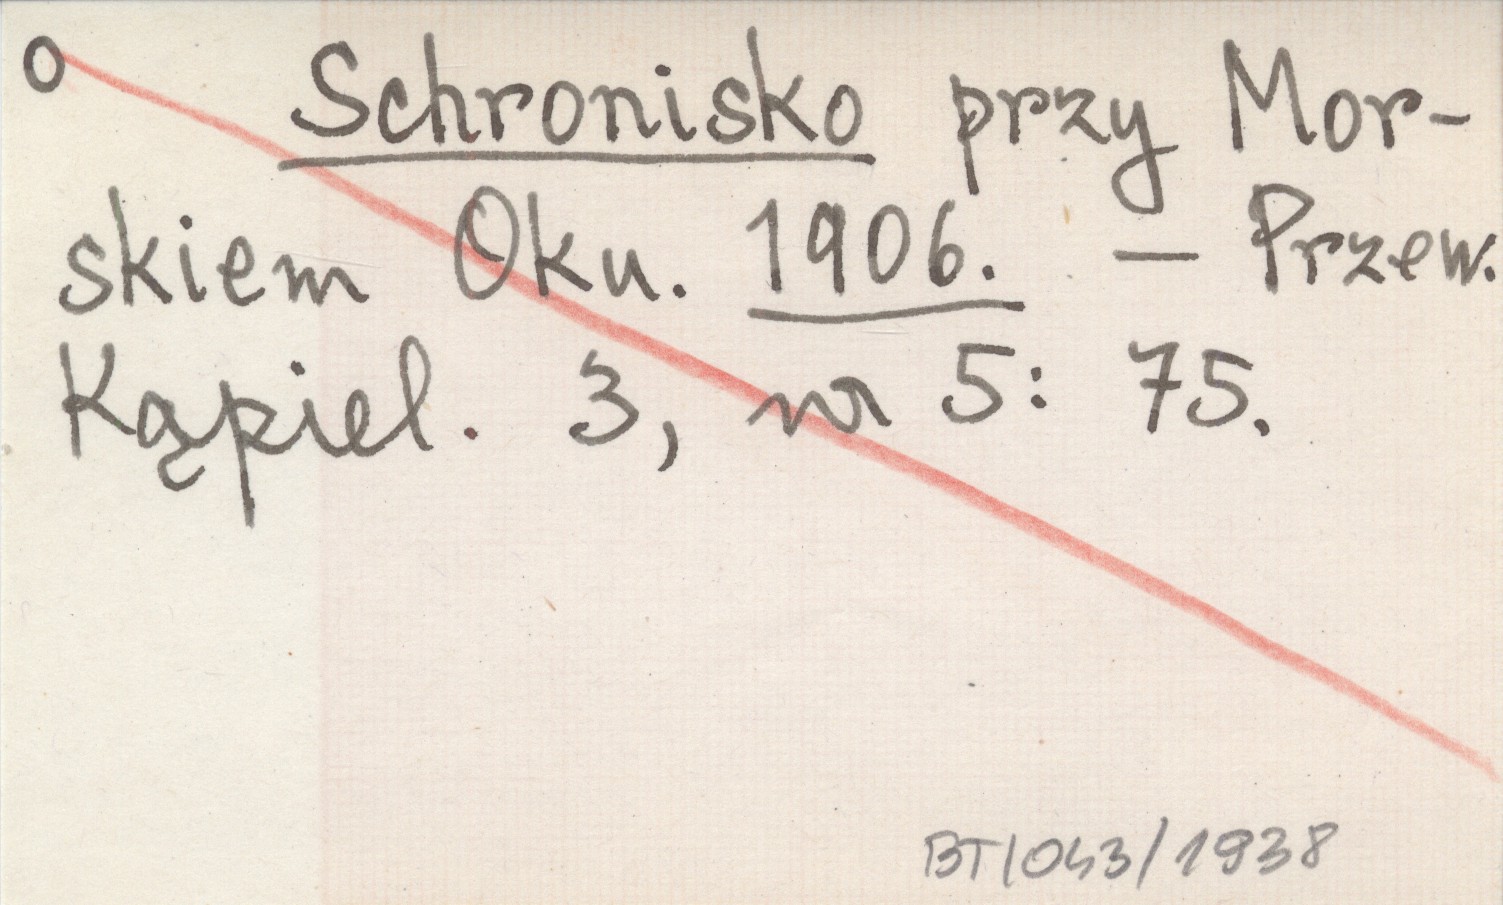 O Schronisko przy Mor-
skiem Oku. 1906. — Przew.
Kąpiel. 3, nr 5: 75.
BT/043/1938